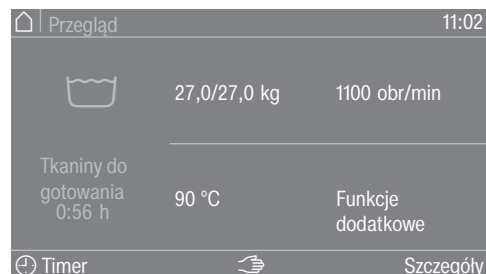 Przegląd 11:02
27,0/27,0 kg 1100 obr/min
Tkaniny do
gotowania
0:56 h
90 °C Funkcje
dodatkowe
Timer Szczegóły